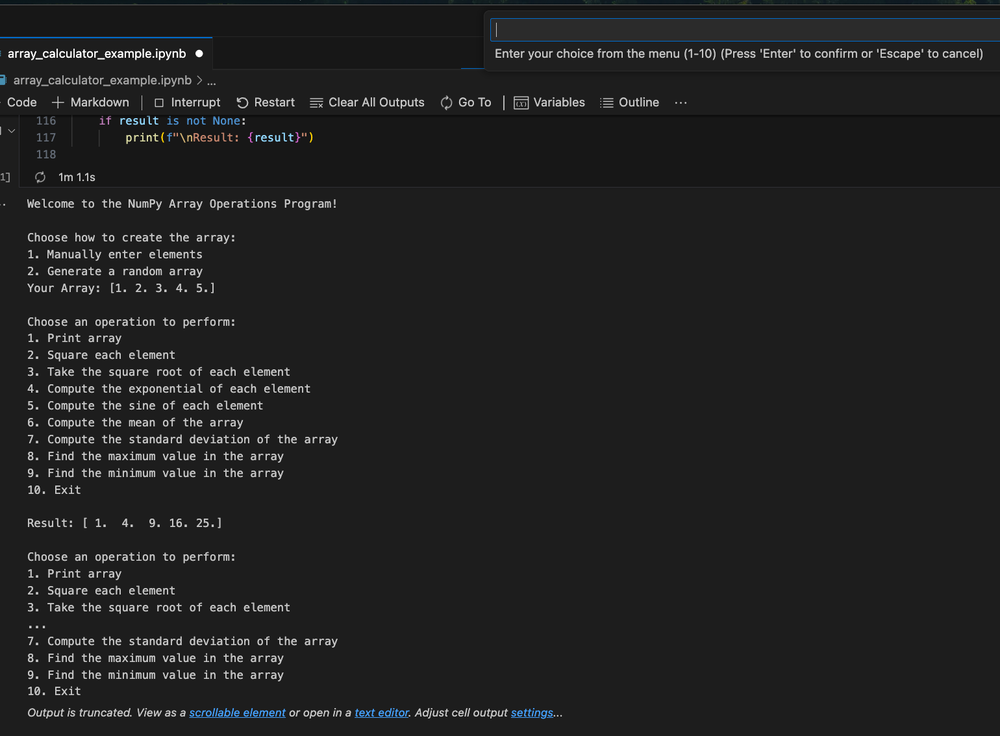 Enter your choice from the menu (1-10) (Press 'Enter' to confirm or 'Escape' to cancel)
array_calculator_example.ipynb
array_calculator_example.ipynb > ...
Code + Markdown Interrupt Restart Clear All Outputs Go To Variables Outline ...
116 if result is not None:
117 print(f"\nResult: {result}")
118
1] 1m 1.1s
Welcome to the NumPy Array Operations Program!
Choose how to create the array:
1. Manually enter elements
2. Generate a random array
Your Array: [1. 2. 3. 4. 5.]
Choose an operation to perform:
1. Print array
2. Square each element
3. Take the square root of each element
4. Compute the exponential of each element
5. Compute the sine of each element
6. Compute the mean of the array
7. Compute the standard deviation of the array
8. Find the maximum value in the array
9. Find the minimum value in the array
10. Exit
Result: [ 1.  4.  9. 16. 25.]
Choose an operation to perform:
1. Print array
2. Square each element
3. Take the square root of each element
...
7. Compute the standard deviation of the array
8. Find the maximum value in the array
9. Find the minimum value in the array
10. Exit
Output is truncated. View as a scrollable element or open in a text editor. Adjust cell output settings...